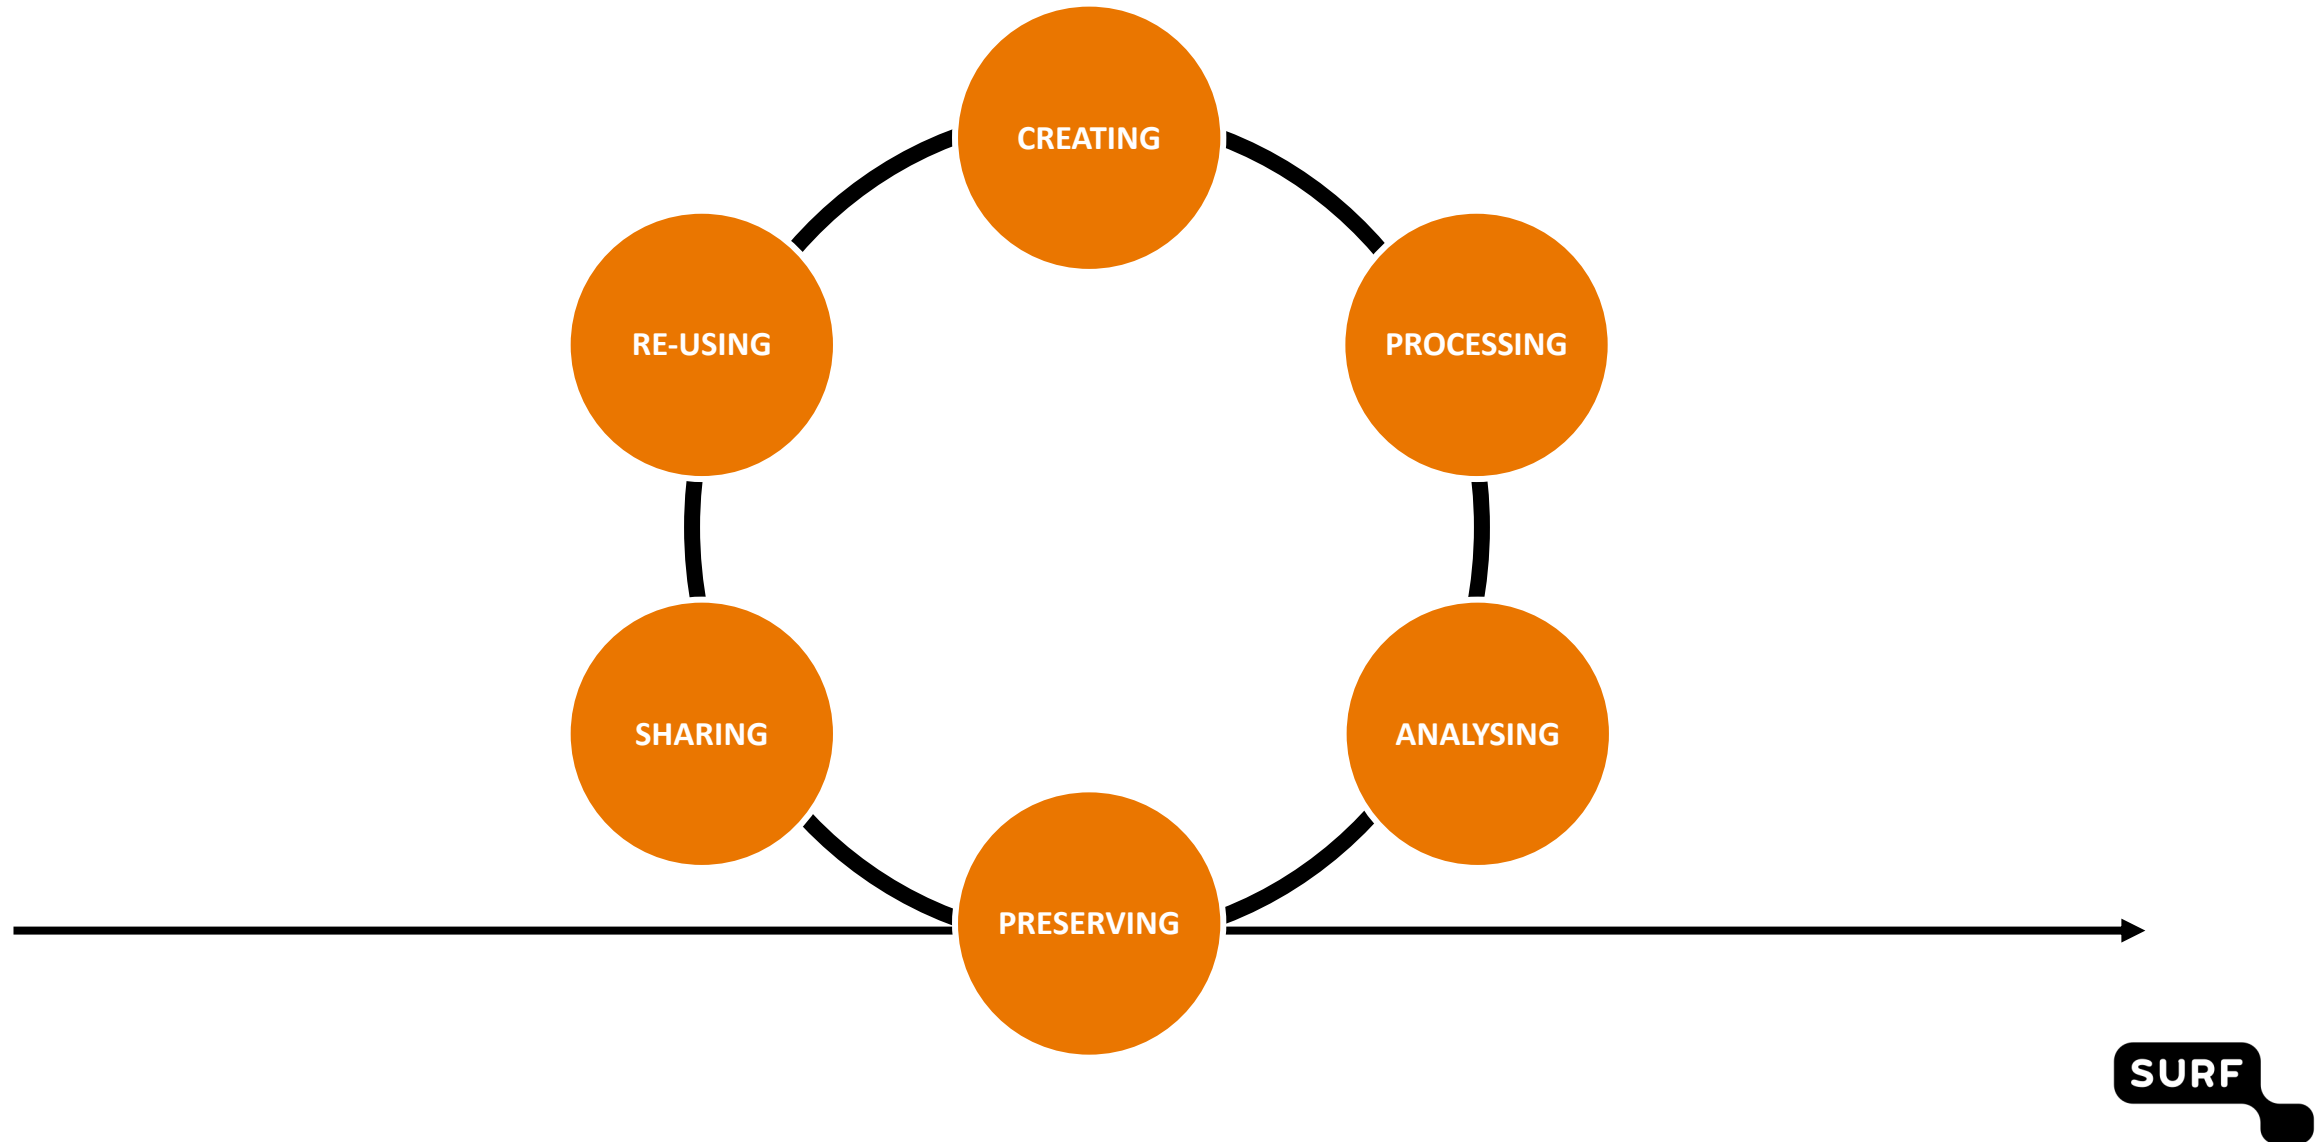 CREATING
RE-USING
PROCESSING
SHARING
ANALYSING
PRESERVING
SURF